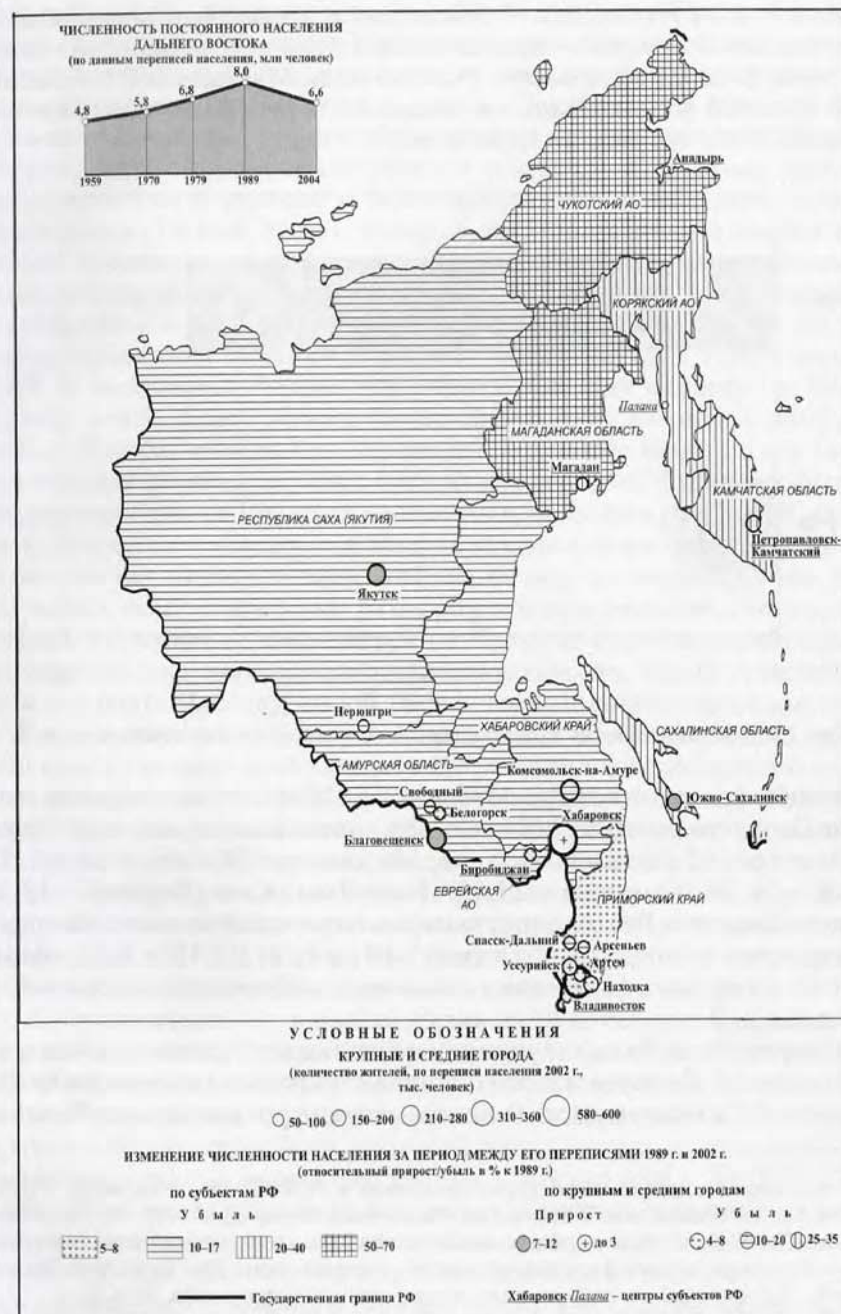 ЧИСЛЕННОСТЬ ПОСТОЯННОГО НАСЕЛЕНИЯ
ДАЛЬНЕГО ВОСТОКА
(по данным переписей населения, млн человек)
8,0
6,8
6,6
5,8
4,8
1959 1970 1979 1989 2004
Анадырь
ЧУКОТСКИЙ АО
КОРЯКСКИЙ АО
Палана
МАГАДАНСКАЯ ОБЛАСТЬ
Магадан
КАМЧАТСКАЯ ОБЛАСТЬ
Петропавловск-
Камчатский
РЕСПУБЛИКА САХА (ЯКУТИЯ)
Якутск
Нерюнгри
ХАБАРОВСКИЙ КРАЙ
САХАЛИНСКАЯ ОБЛАСТЬ
АМУРСКАЯ ОБЛАСТЬ
Комсомольск-на-Амуре
Свободный
Южно-Сахалинск
Белогорск
Хабаровск
Благовещенск
Биробиджан
ЕВРЕЙСКАЯ
АО
ПРИМОРСКИЙ КРАЙ
Спасск-Дальний
Арсеньев
Уссурийск
Артем
Находка
Владивосток
УСЛОВНЫЕ ОБОЗНАЧЕНИЯ
КРУПНЫЕ И СРЕДНИЕ ГОРОДА
(количество жителей, по переписи населения 2002 г.,
тыс. человек)
50–100 150–200 210–280 310–360 580–600
ИЗМЕНЕНИЕ ЧИСЛЕННОСТИ НАСЕЛЕНИЯ ЗА ПЕРИОД МЕЖДУ ЕГО ПЕРЕПИСЯМИ 1989 г. и 2002 г.
(относительный прирост/убыль в % к 1989 г.)
по субъектам РФ
по крупным и средним городам
Убыль
Прирост Убыль
5–8 10–17 20–40 50–70
7–12 до 3 4–8 10–20 25–35
Государственная граница РФ
Хабаровск Палана – центры субъектов РФ